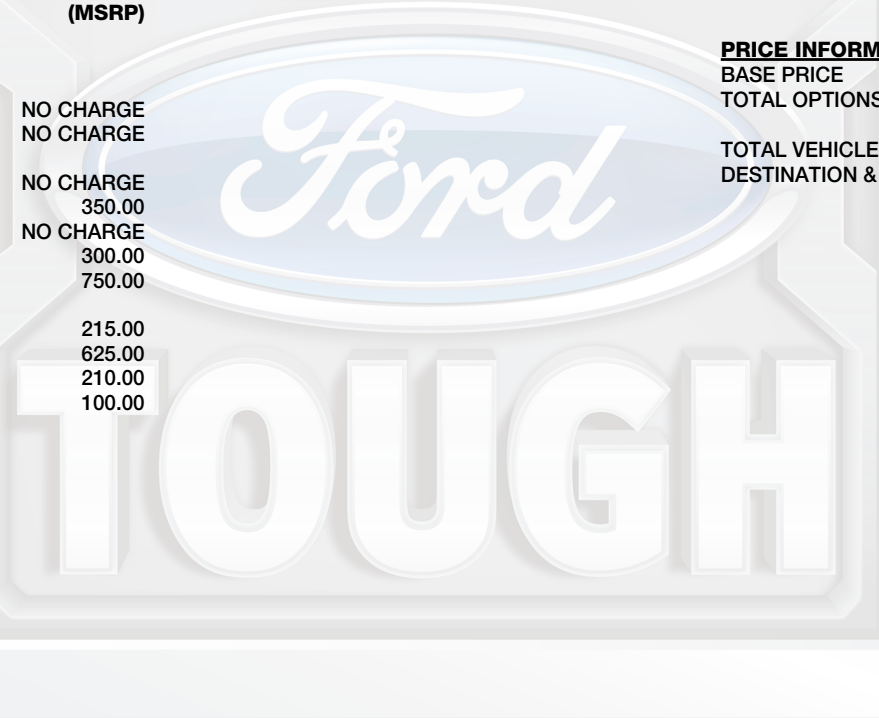 (MSRP)
NO CHARGE
NO CHARGE
NO CHARGE
350.00
NO CHARGE
300.00
750.00
215.00
625.00
210.00
100.00
PRICE INFORM
BASE PRICE
TOTAL OPTIONS
TOTAL VEHICLE
DESTINATION &
Ford
TOUGH